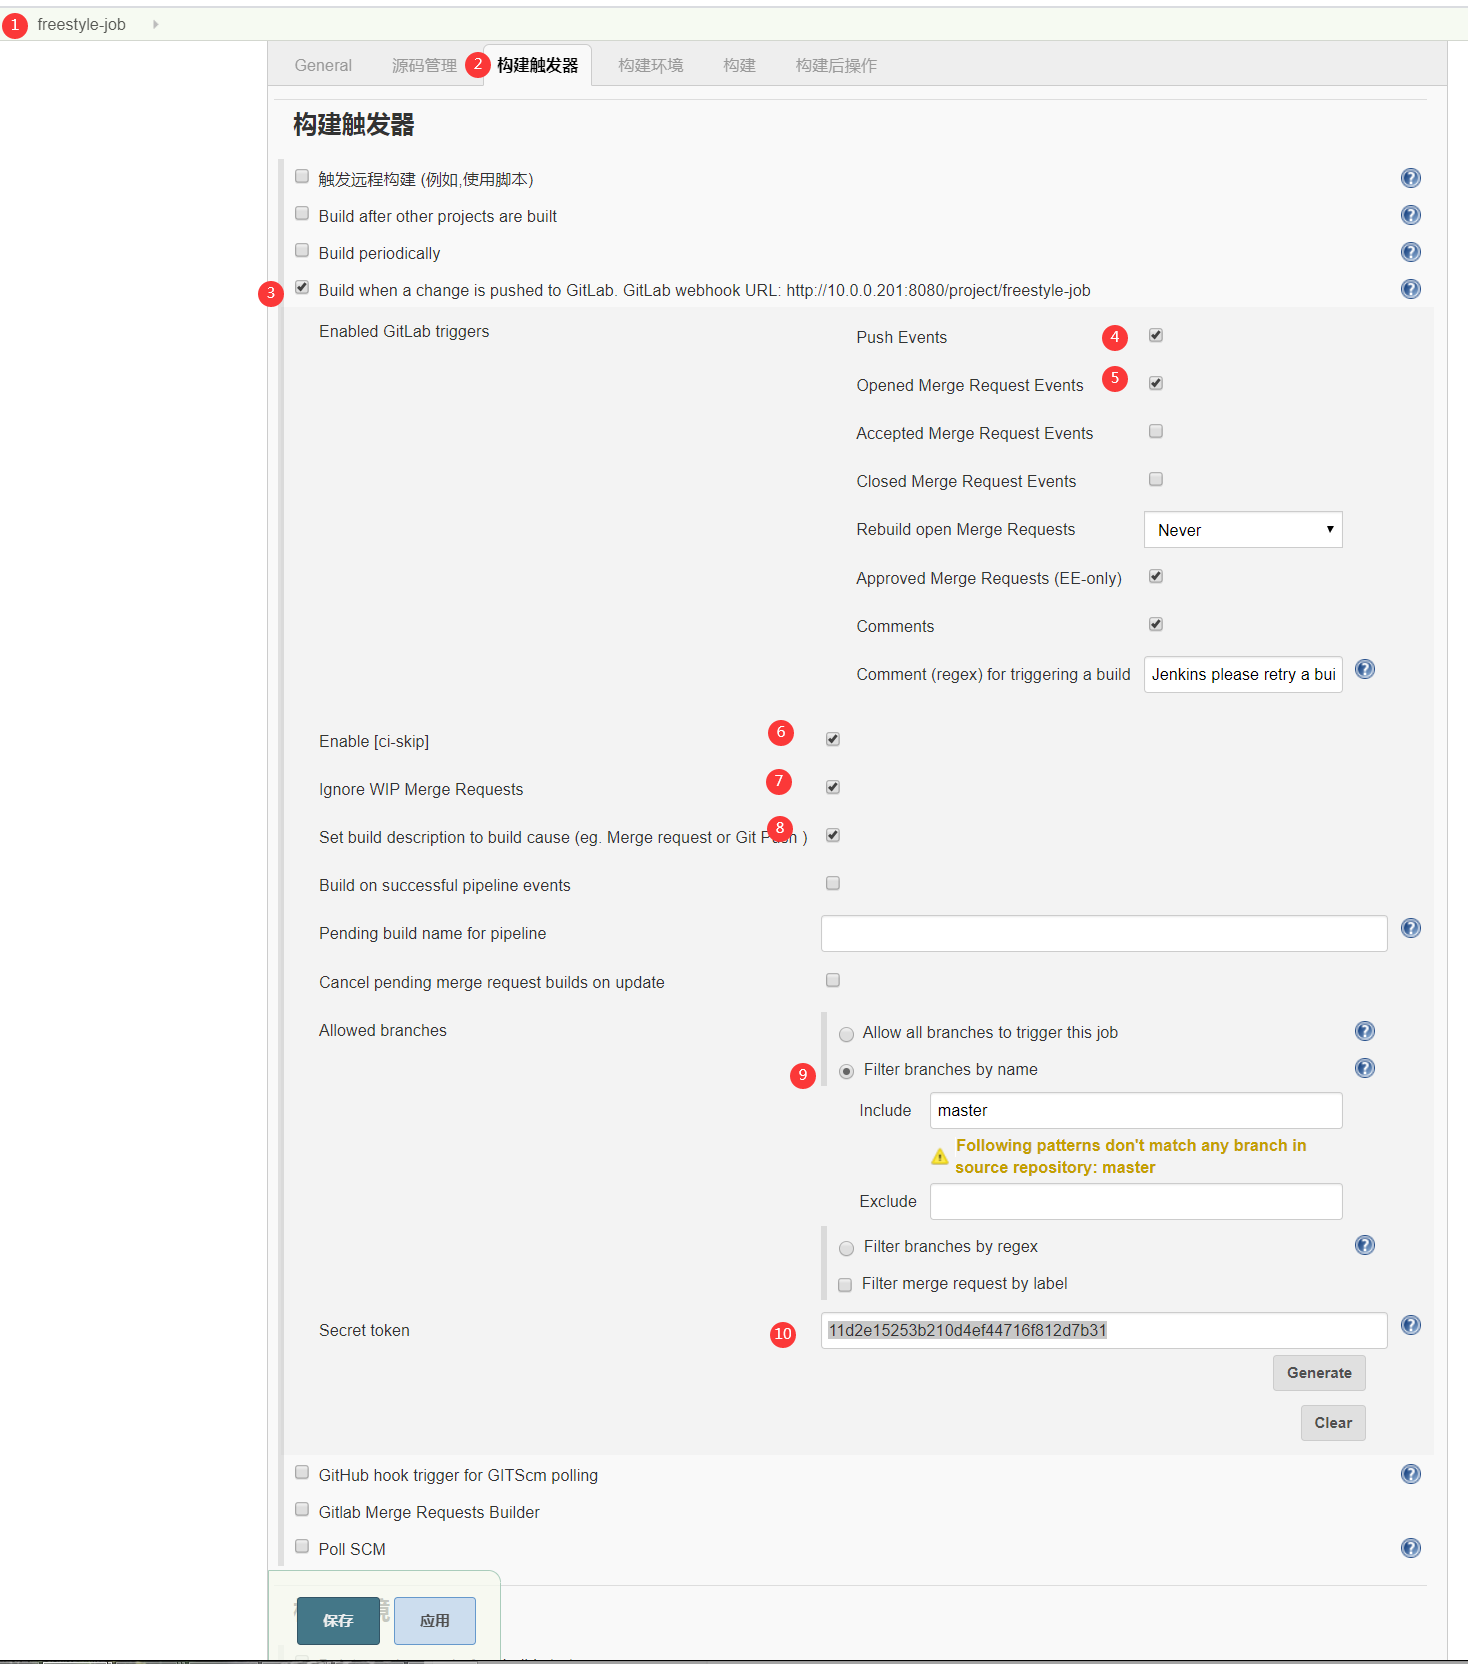 1 freestyle-job
General 源码管理 2 构建触发器 构建环境 构建 构建后操作
构建触发器
触发远程构建 (例如,使用脚本)
Build after other projects are built
Build periodically
3 Build when a change is pushed to GitLab. GitLab webhook URL: http://10.0.0.201:8080/project/freestyle-job
Enabled GitLab triggers
Push Events 4
Opened Merge Request Events 5
Accepted Merge Request Events
Closed Merge Request Events
Rebuild open Merge Requests Never
Approved Merge Requests (EE-only)
Comments
Comment (regex) for triggering a build Jenkins please retry a bui
Enable [ci-skip] 6
Ignore WIP Merge Requests 7
Set build description to build cause (eg. Merge request or Git Push ) 8
Build on successful pipeline events
Pending build name for pipeline
Cancel pending merge request builds on update
Allowed branches
Allow all branches to trigger this job
9 Filter branches by name
Include master
Following patterns don't match any branch in
source repository: master
Exclude
Filter branches by regex
Filter merge request by label
Secret token 10 11d2e15253b210d4ef44716f812d7b31
Generate
Clear
GitHub hook trigger for GITScm polling
Gitlab Merge Requests Builder
Poll SCM
保存 应用